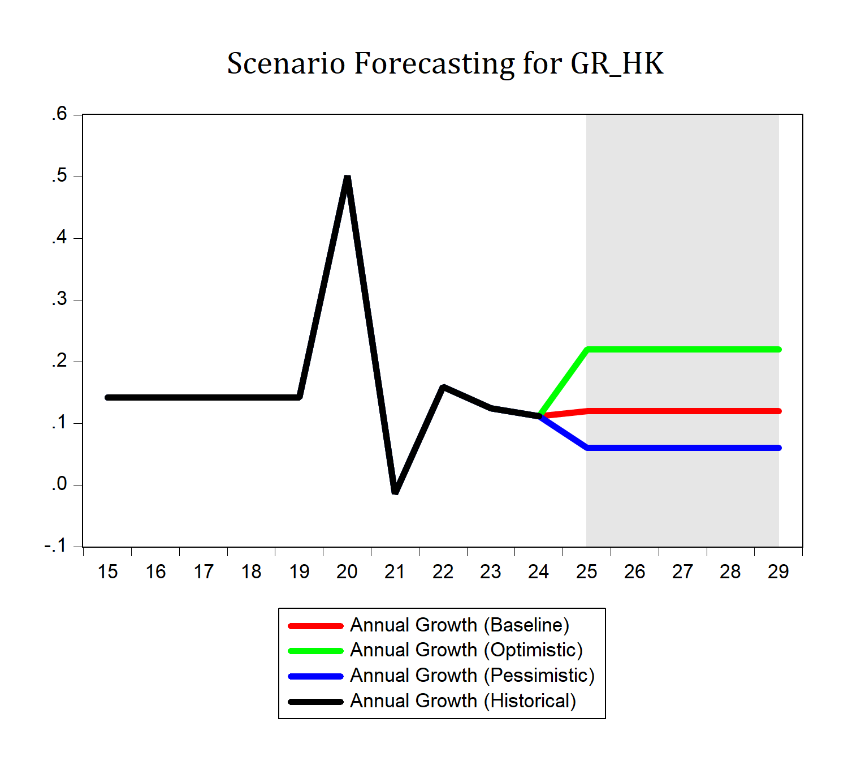 Scenario Forecasting for GR_HK
.6
.5
.4
.3
.2
.1
.0
-.1
15 16 17 18 19 20 21 22 23 24 25 26 27 28 29
Annual Growth (Baseline)
Annual Growth (Optimistic)
Annual Growth (Pessimistic)
Annual Growth (Historical)